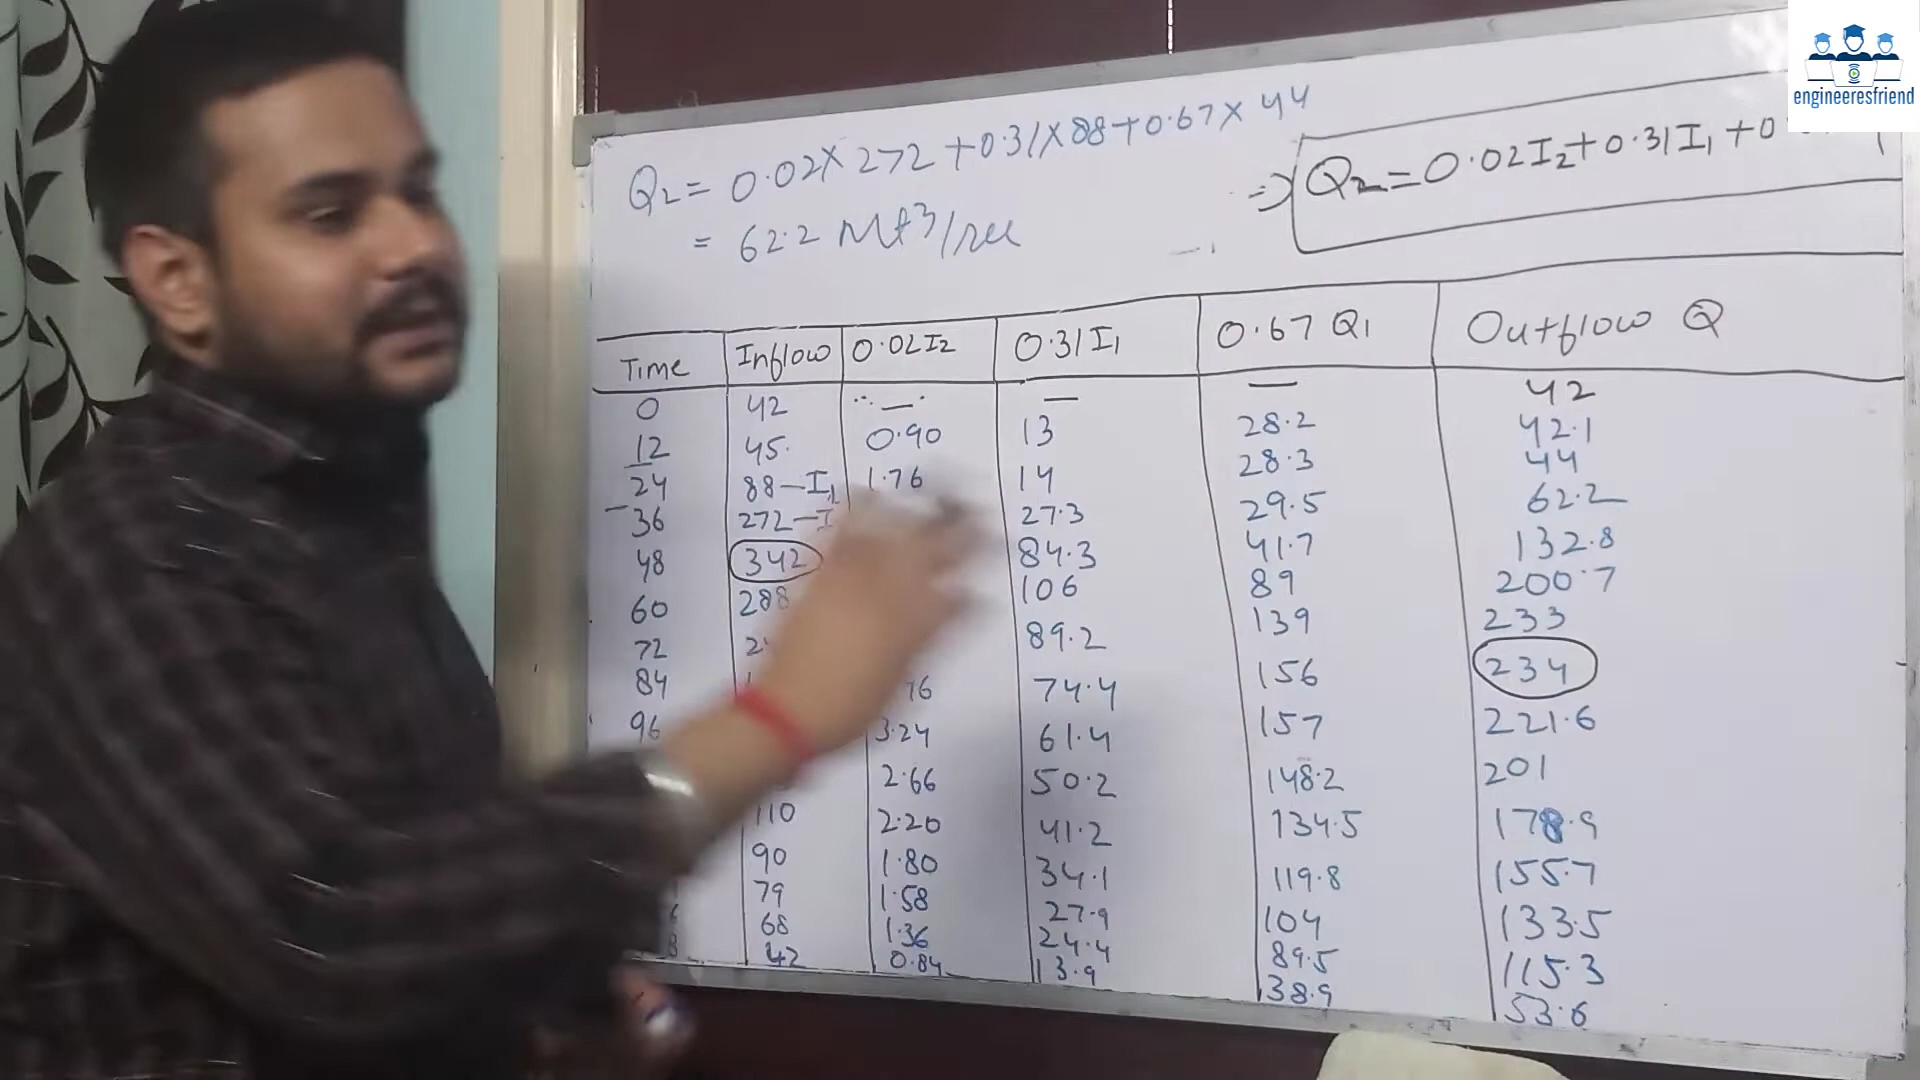 engineeresfriend
Q2 = 0.02 x 272 + 0.31 x 88 + 0.67 x 44
= 62.2 Mt³/sec
=> Q2 = 0.02I2 + 0.31I1 + 0.
Time Inflow 0.02I2 0.31I1 0.67 Q1 Outflow Q
0 42 — — — 42
12 45. 0.90 13 28.2 42.1
24 88 — I1 1.76 14 28.3 44
36 272 — I 27.3 29.5 62.2
48 342 84.3 41.7 132.8
60 288 106 89 200.7
72 89.2 139 233
84 76 74.4 156 234
96 3.24 61.4 157 221.6
2.66 50.2 148.2 201
110 2.20 41.2 134.5 178.9
90 1.80 34.1 119.8 155.7
79 1.58 27.9 104 133.5
68 1.36 24.4 89.5 115.3
42 0.84 13.9 38.9 53.6